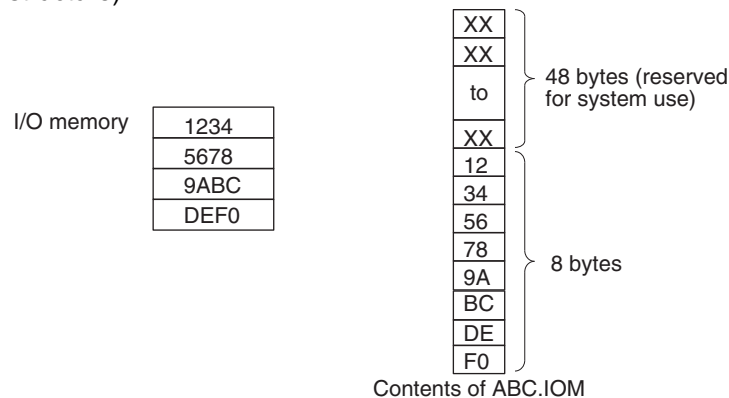 I/O memory
1234
5678
9ABC
DEF0
XX
XX
to
XX
12
34
56
78
9A
BC
DE
F0
48 bytes (reserved
for system use)
8 bytes
Contents of ABC.IOM